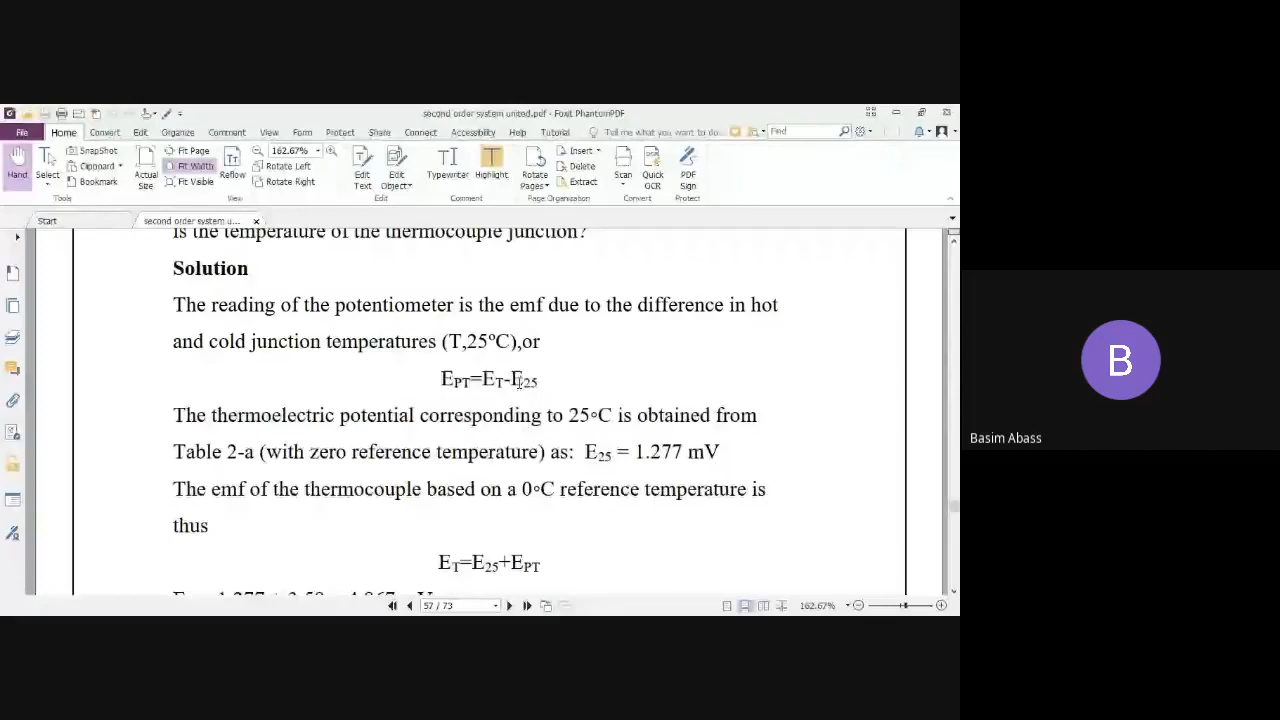 second order system united.pdf - Foxit PhantomPDF
File Home Convert Edit Organize Comment View Form Protect Share Connect Accessibility Help Tutorial Tell me what you want to do... Find
Hand
Select
SnapShot
Clipboard
Bookmark
Tools
Actual Size
Fit Page
Fit Width
Fit Visible
Reflow
162.67%
Rotate Left
Rotate Right
View
Edit Text
Edit Object
Edit
Typewriter
Highlight
Comment
Rotate Pages
Insert
Delete
Extract
Page Organization
Scan
Quick OCR
Convert
PDF Sign
Protect
Start
second order system u...
is the temperature of the thermocouple junction?
Solution
The reading of the potentiometer is the emf due to the difference in hot
and cold junction temperatures (T,25ºC),or
E_PT=E_T-E_25
The thermoelectric potential corresponding to 25∘C is obtained from
Table 2-a (with zero reference temperature) as: E_25 = 1.277 mV
The emf of the thermocouple based on a 0∘C reference temperature is
thus
E_T=E_25+E_PT
57 / 73
162.67%
B
Basim Abass